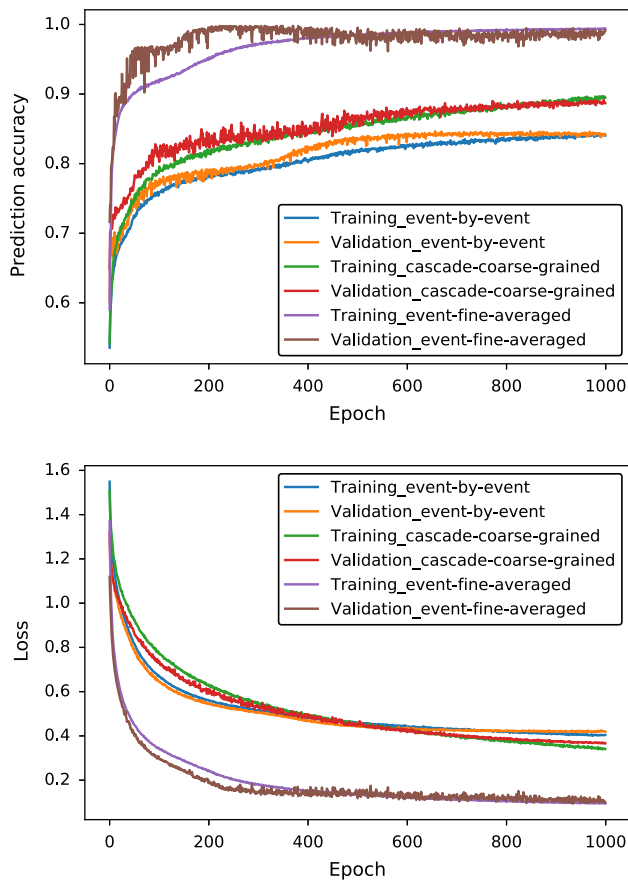 1.0
0.9
0.8
0.7
0.6
Prediction accuracy
Training_event-by-event
Validation_event-by-event
Training_cascade-coarse-grained
Validation_cascade-coarse-grained
Training_event-fine-averaged
Validation_event-fine-averaged
0 200 400 600 800 1000
Epoch
1.6
1.4
1.2
1.0
0.8
0.6
0.4
0.2
Loss
Training_event-by-event
Validation_event-by-event
Training_cascade-coarse-grained
Validation_cascade-coarse-grained
Training_event-fine-averaged
Validation_event-fine-averaged
0 200 400 600 800 1000
Epoch